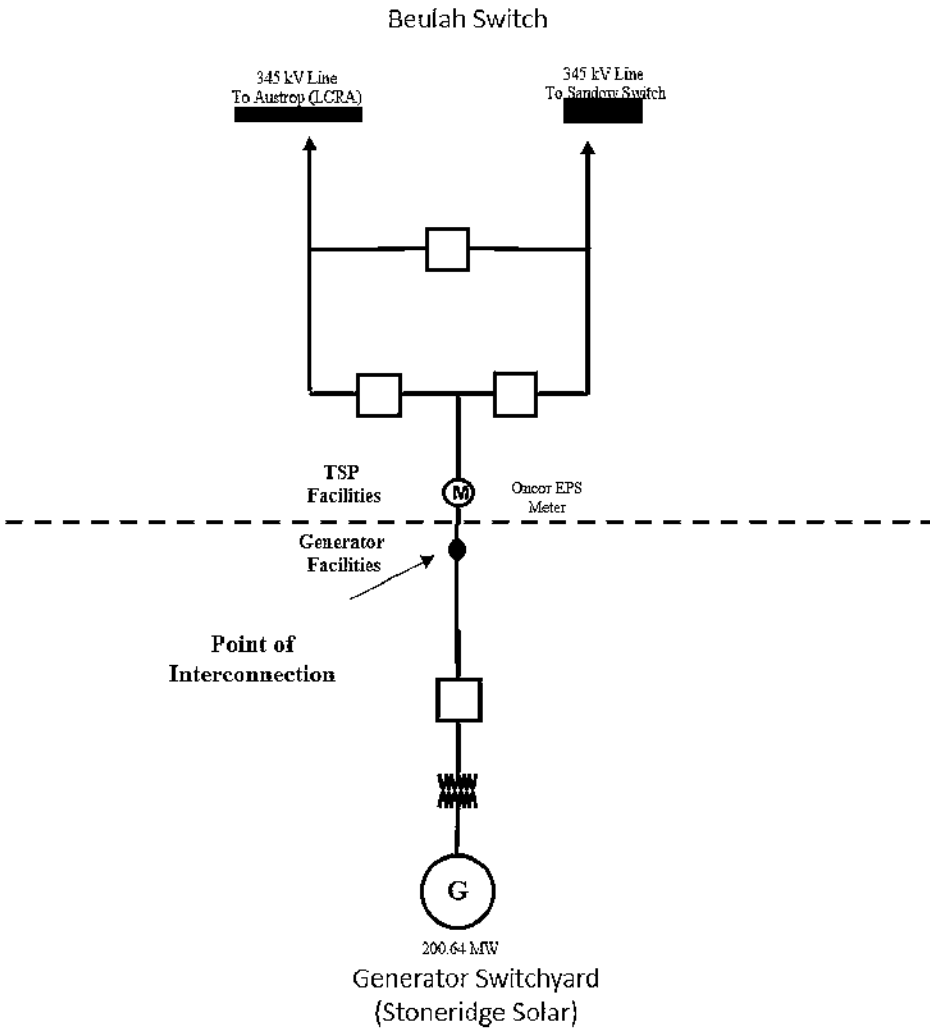 Beulah Switch
345 kV Line
To Austrop (LCRA)
345 kV Line
To Sandow Switch
TSP
Facilities
M
Oncor EPS
Meter
Generator
Facilities
Point of
Interconnection
G
200.64 MW
Generator Switchyard
(Stoneridge Solar)